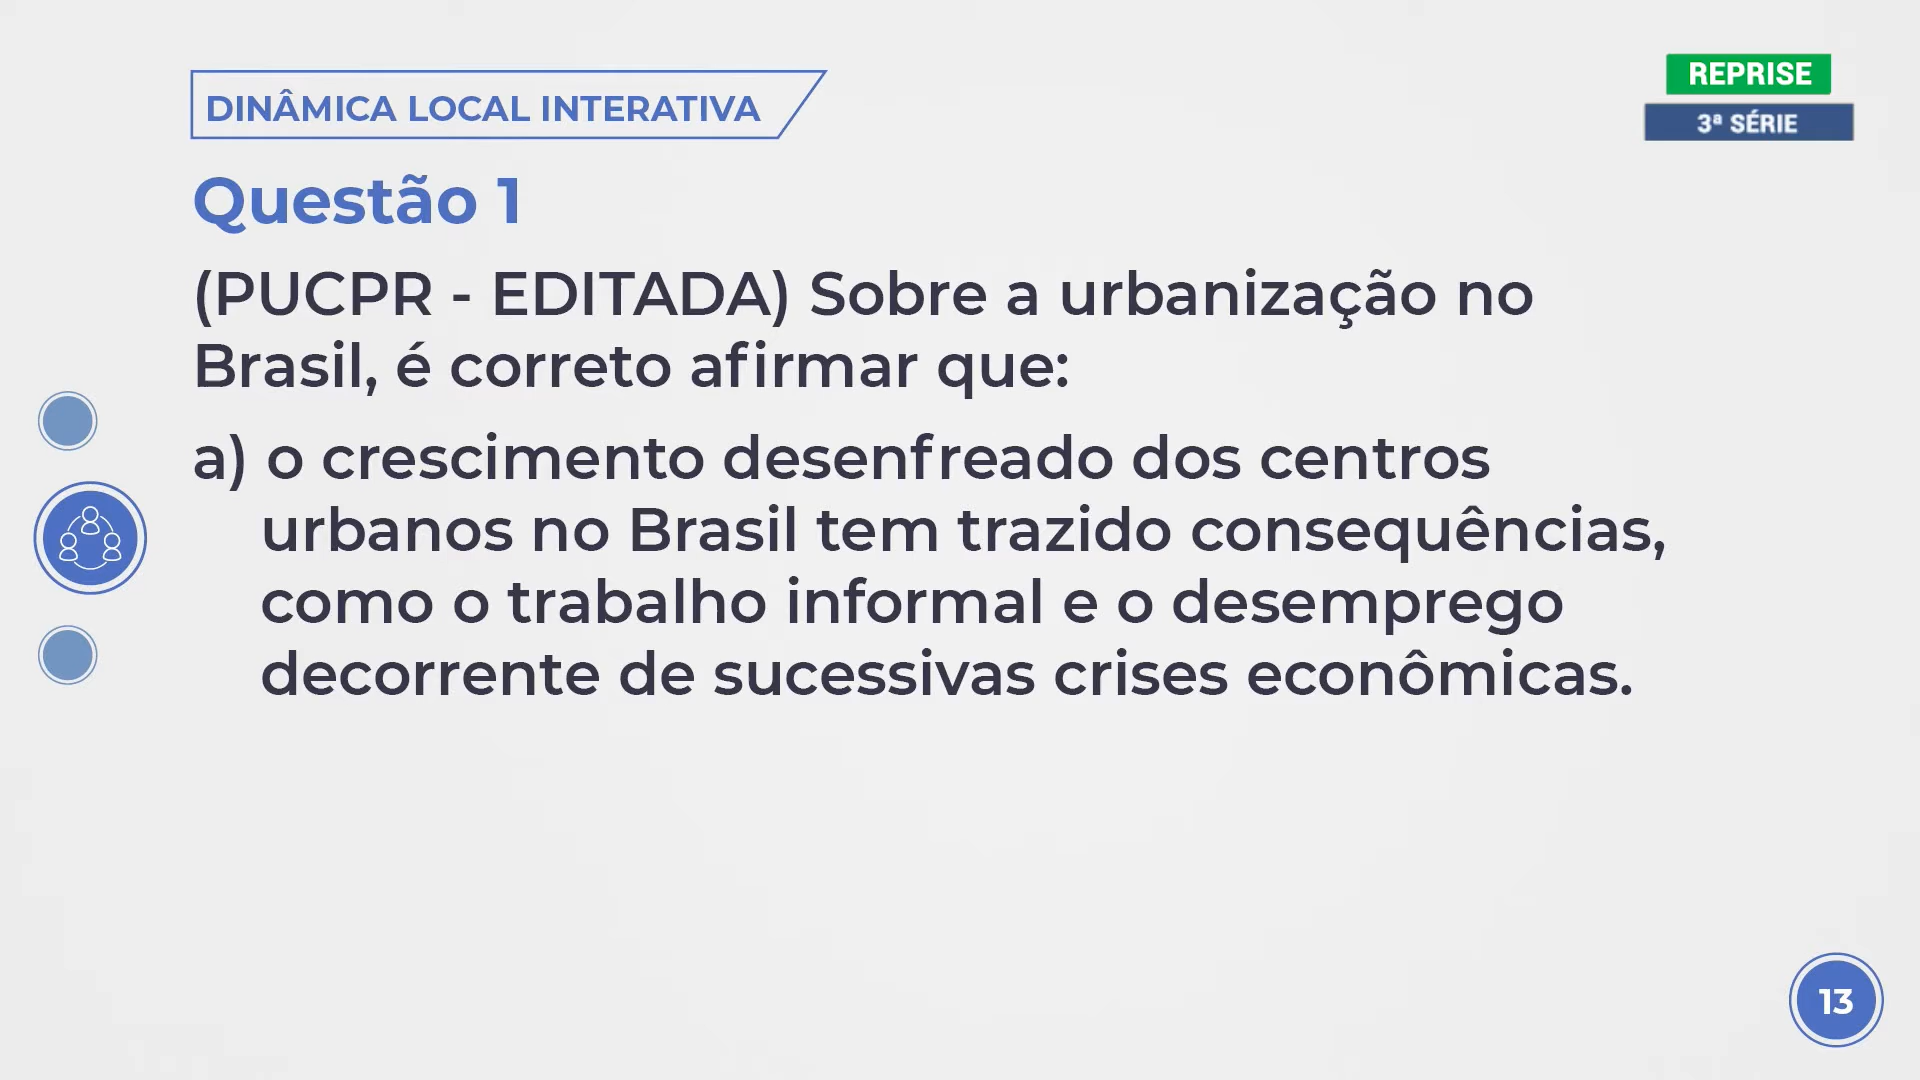 DINÂMICA LOCAL INTERATIVA
REPRISE
3ª SÉRIE
Questão 1
(PUCPR - EDITADA) Sobre a urbanização no
Brasil, é correto afirmar que:
a) o crescimento desenfreado dos centros
urbanos no Brasil tem trazido consequências,
como o trabalho informal e o desemprego
decorrente de sucessivas crises econômicas.
13